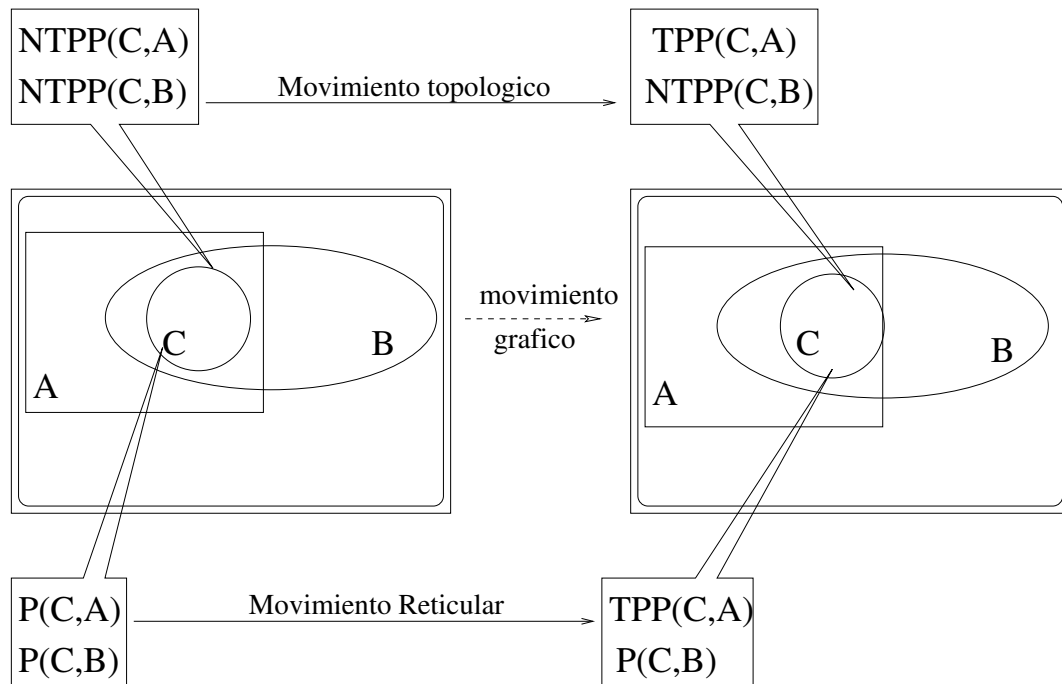 NTPP(C,A)
NTPP(C,B)
Movimiento topologico
TPP(C,A)
NTPP(C,B)
A
C
B
movimiento
grafico
A
C
B
P(C,A)
P(C,B)
Movimiento Reticular
TPP(C,A)
P(C,B)